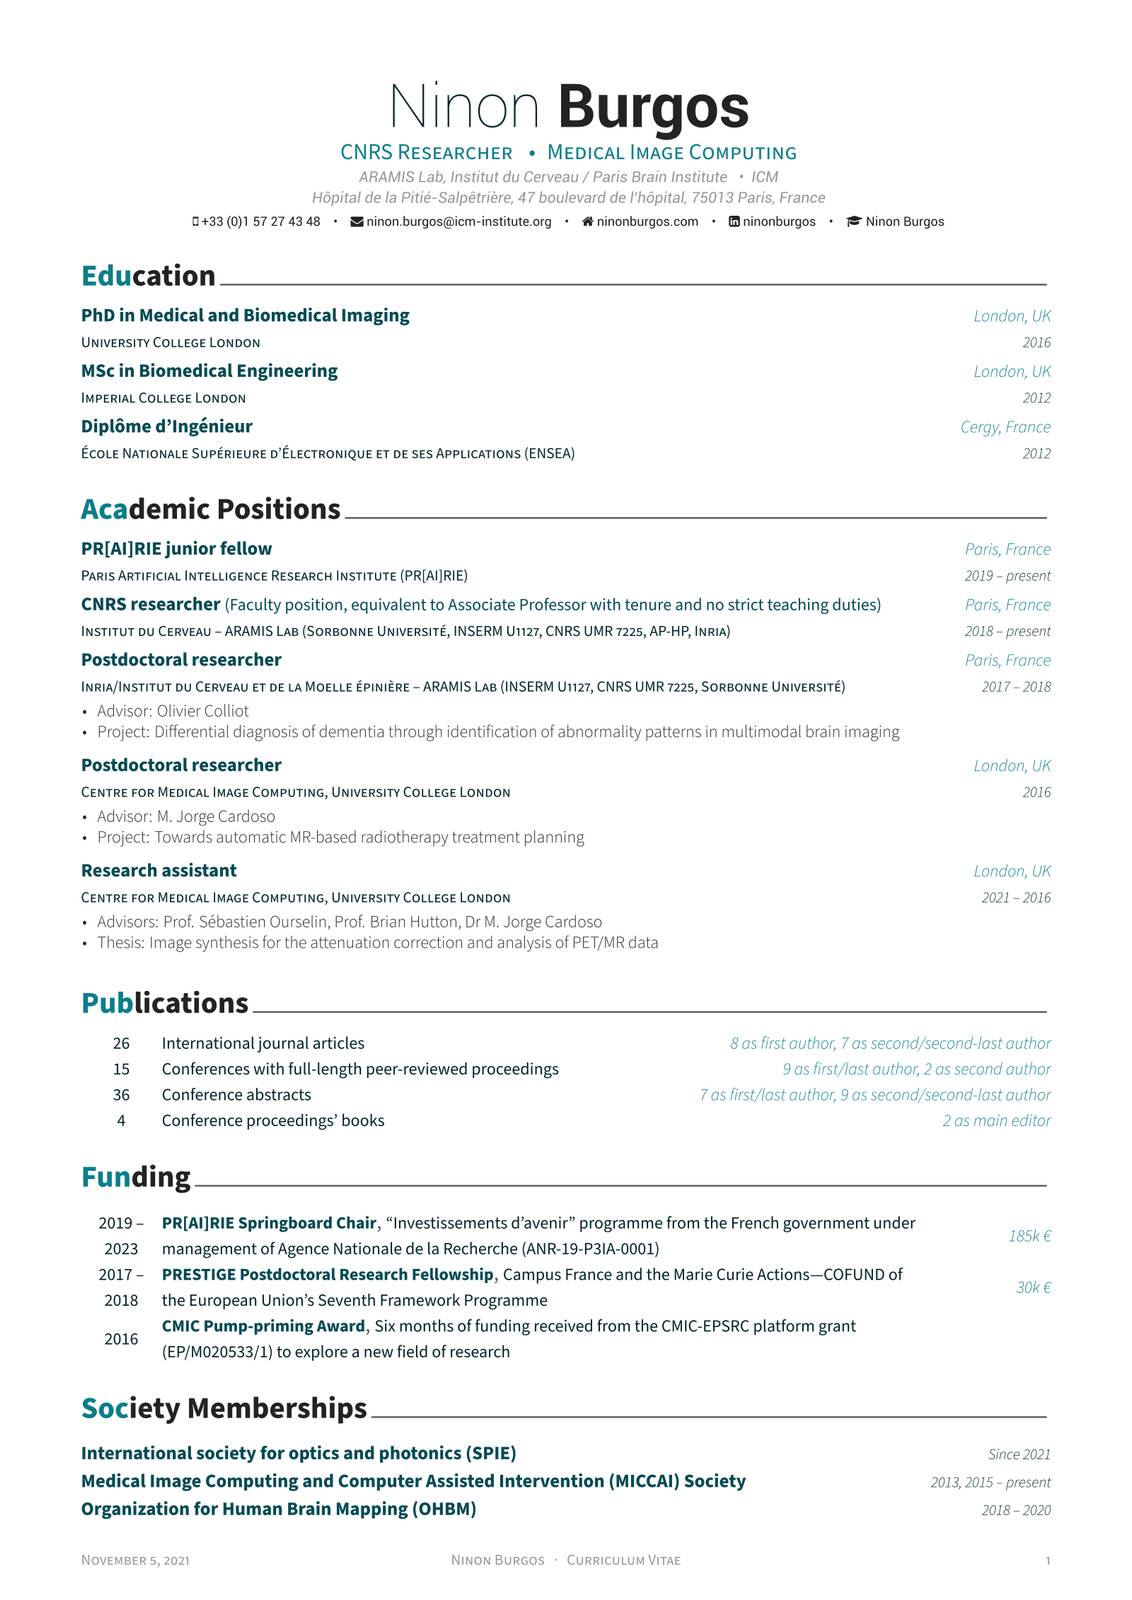 Ninon Burgos
CNRS Researcher • Medical Image Computing
ARAMIS Lab, Institut du Cerveau / Paris Brain Institute • ICM
Hôpital de la Pitié-Salpêtrière, 47 boulevard de l'hôpital, 75013 Paris, France
+33 (0)1 57 27 43 48 • ninon.burgos@icm-institute.org • ninonburgos.com • ninonburgos • Ninon Burgos
Education
PhD in Medical and Biomedical Imaging London, UK
University College London 2016
MSc in Biomedical Engineering London, UK
Imperial College London 2012
Diplôme d'Ingénieur Cergy, France
École Nationale Supérieure d'Électronique et de ses Applications (ENSEA) 2012
Academic Positions
PR[AI]RIE junior fellow Paris, France
Paris Artificial Intelligence Research Institute (PR[AI]RIE) 2019 – present
CNRS researcher (Faculty position, equivalent to Associate Professor with tenure and no strict teaching duties) Paris, France
Institut du Cerveau – ARAMIS Lab (Sorbonne Université, INSERM U1127, CNRS UMR 7225, AP-HP, Inria) 2018 – present
Postdoctoral researcher Paris, France
Inria/Institut du Cerveau et de la Moelle épinière – ARAMIS Lab (INSERM U1127, CNRS UMR 7225, Sorbonne Université) 2017 – 2018
• Advisor: Olivier Colliot
• Project: Differential diagnosis of dementia through identification of abnormality patterns in multimodal brain imaging
Postdoctoral researcher London, UK
Centre for Medical Image Computing, University College London 2016
• Advisor: M. Jorge Cardoso
• Project: Towards automatic MR-based radiotherapy treatment planning
Research assistant London, UK
Centre for Medical Image Computing, University College London 2021 – 2016
• Advisors: Prof. Sébastien Ourselin, Prof. Brian Hutton, Dr M. Jorge Cardoso
• Thesis: Image synthesis for the attenuation correction and analysis of PET/MR data
Publications
26 International journal articles 8 as first author, 7 as second/second-last author
15 Conferences with full-length peer-reviewed proceedings 9 as first/last author, 2 as second author
36 Conference abstracts 7 as first/last author, 9 as second/second-last author
4 Conference proceedings' books 2 as main editor
Funding
2019 – PR[AI]RIE Springboard Chair, “Investissements d'avenir” programme from the French government under
185k €
2023 management of Agence Nationale de la Recherche (ANR-19-P3IA-0001)
2017 – PRESTIGE Postdoctoral Research Fellowship, Campus France and the Marie Curie Actions—COFUND of
30k €
2018 the European Union's Seventh Framework Programme
CMIC Pump-priming Award, Six months of funding received from the CMIC-EPSRC platform grant
2016
(EP/M020533/1) to explore a new field of research
Society Memberships
International society for optics and photonics (SPIE) Since 2021
Medical Image Computing and Computer Assisted Intervention (MICCAI) Society 2013, 2015 – present
Organization for Human Brain Mapping (OHBM) 2018 – 2020
November 5, 2021 Ninon Burgos · Curriculum Vitae 1